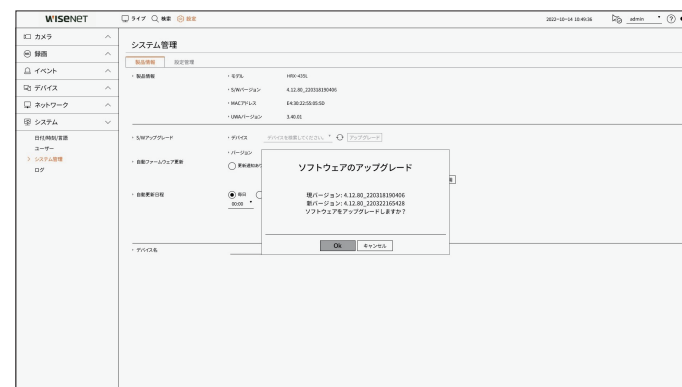 WISENET
ライブ 検索 設定
2022-10-14 10:49:36 admin
カメラ
録画
イベント
デバイス
ネットワーク
システム
日付/時刻/言語
ユーザー
システム管理
ログ
システム管理
製品情報 設定管理
製品情報
モデル HRX-435L
S/Wバージョン 4.12.80_220318190406
MACアドレス E4:30:22:55:05:5D
UWAバージョン 3.40.01
S/Wアップグレード デバイス デバイスを接続してください。 アップグレード
バージョン
自動ファームウェア更新 更新通知あり
自動更新日程 毎日
00:00
デバイス名
ソフトウェアのアップグレード
現バージョン: 4.12.80_220318190406
新バージョン: 4.12.80_220322165428
ソフトウェアをアップグレードしますか?
Ok キャンセル